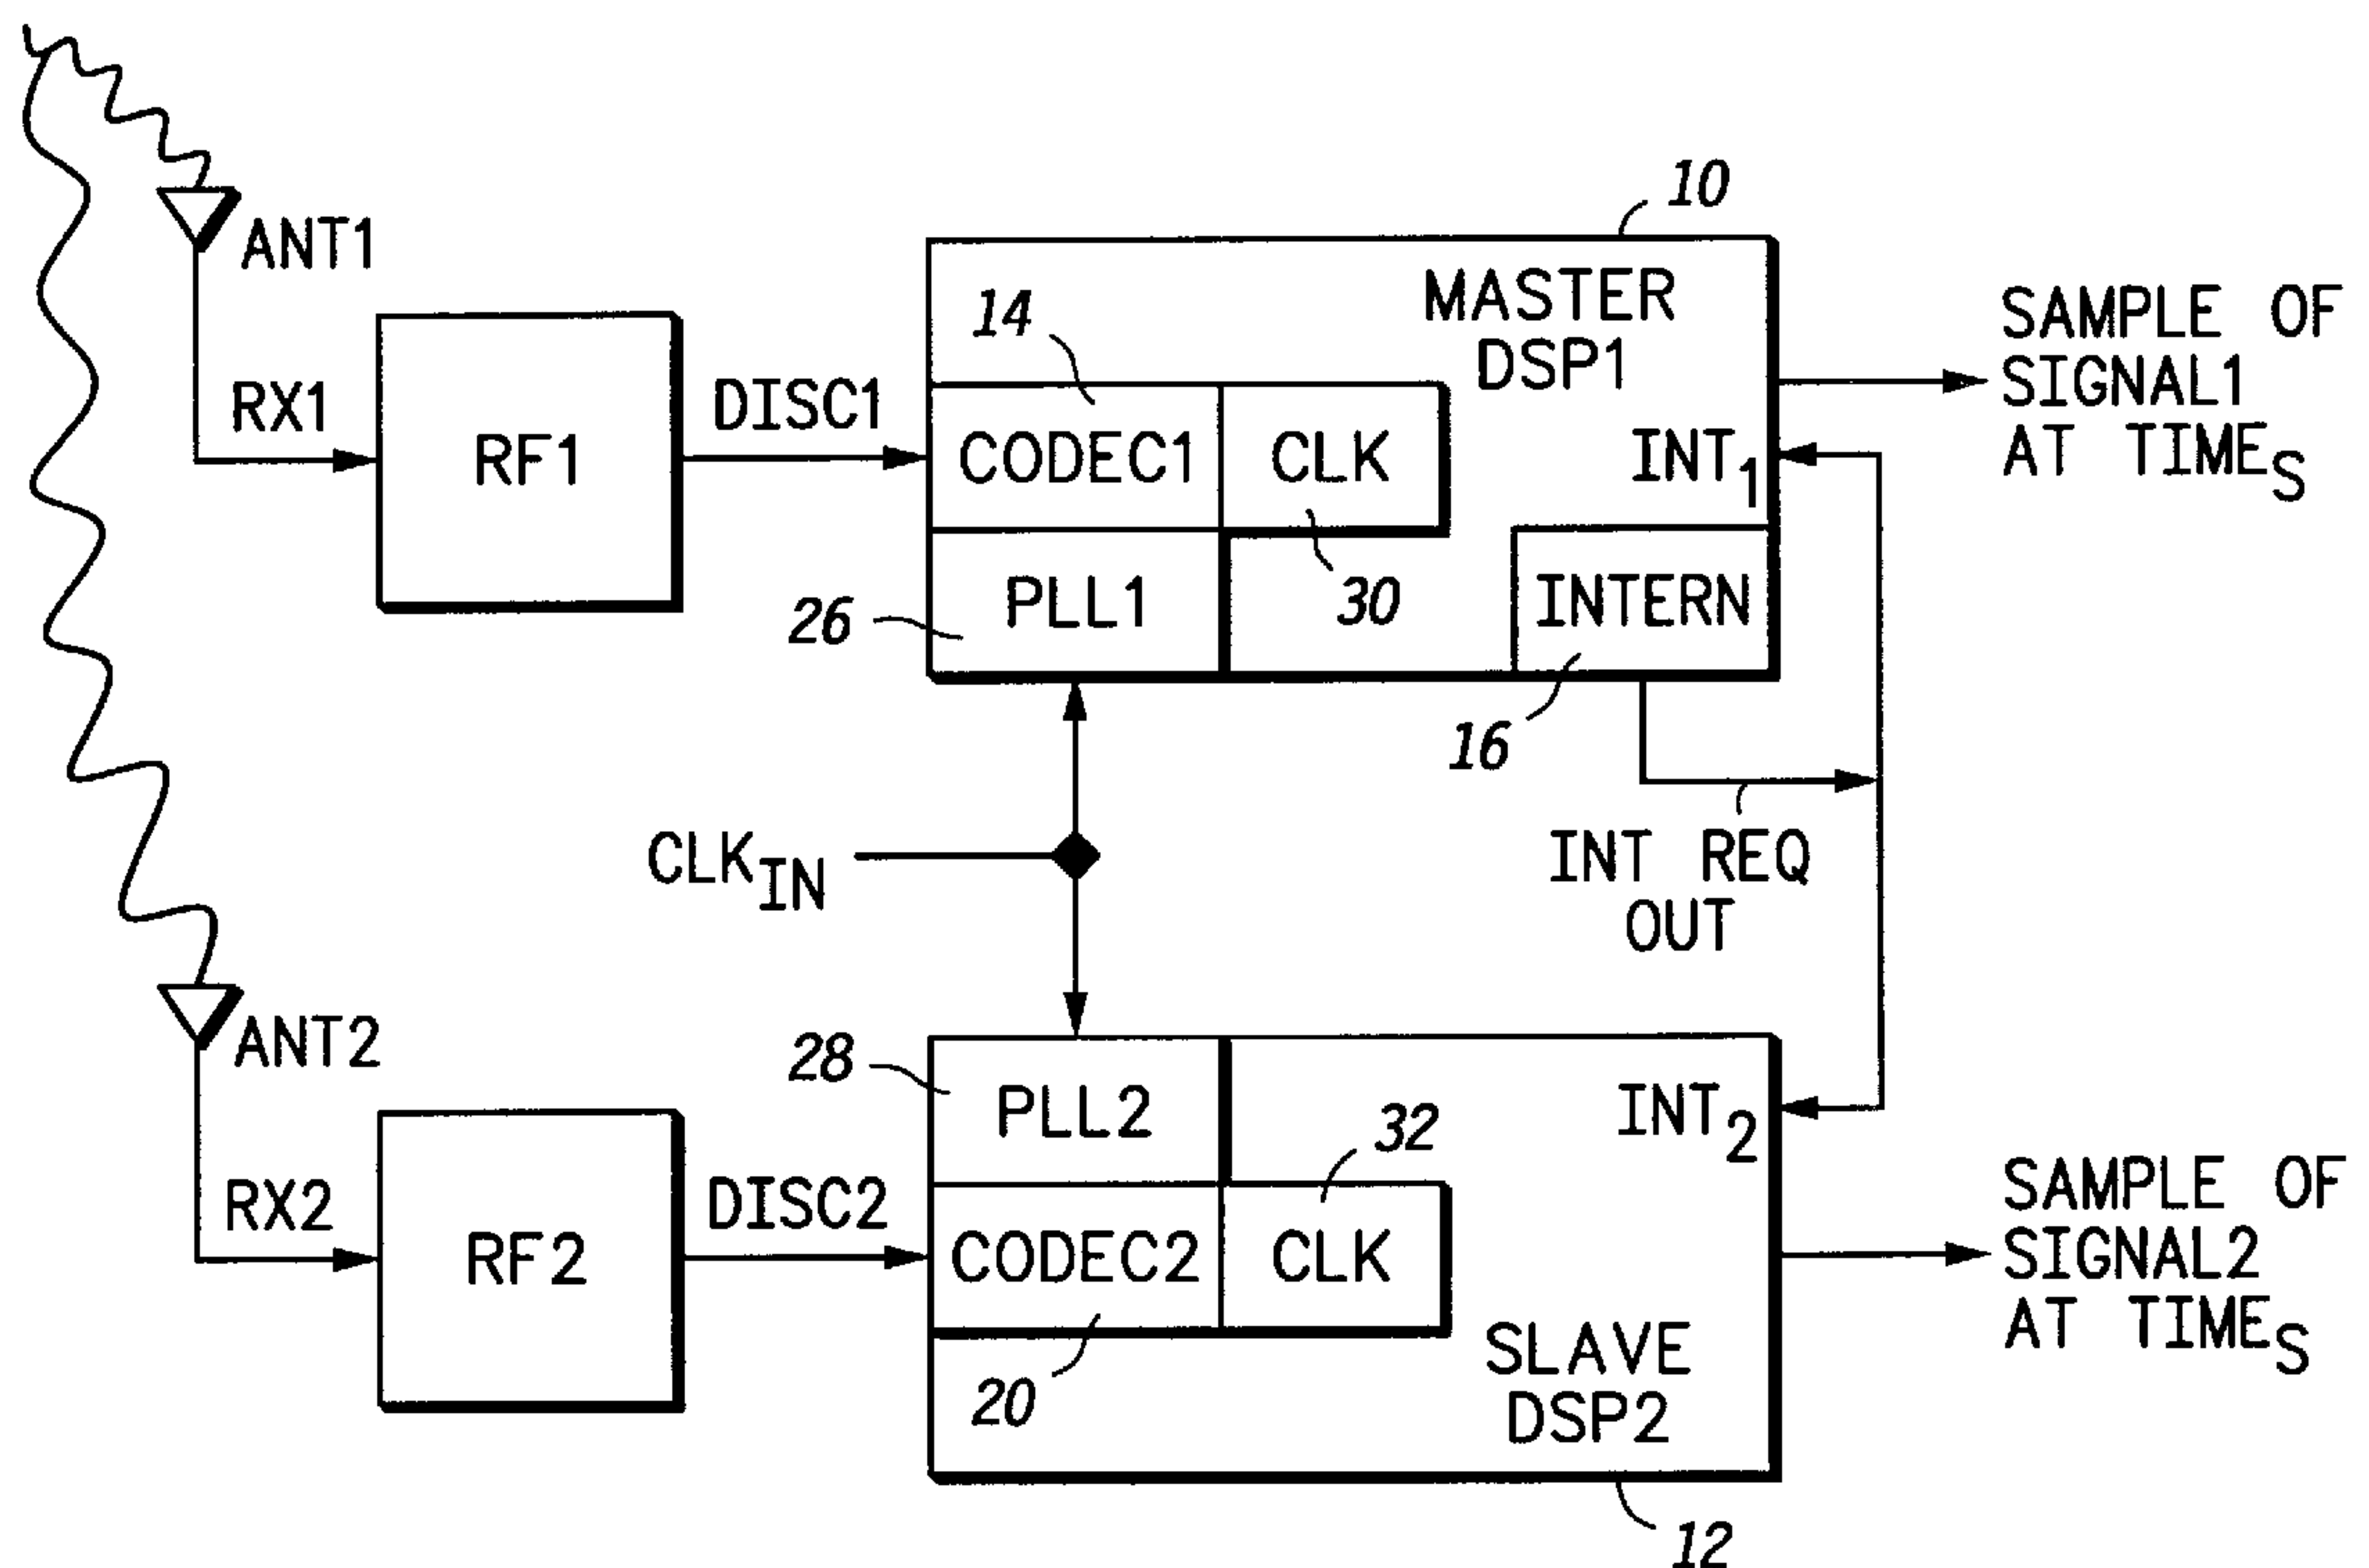 10
ANT1
14
MASTER
DSP1
SAMPLE OF
SIGNAL1
AT TIMES
RX1
DISC1
RF1
CODEC1
CLK
INT1
26
PLL1
30
INTERN
16
CLKIN
INT REQ
OUT
ANT2
28
PLL2
32
INT2
RX2
DISC2
RF2
CODEC2
CLK
SAMPLE OF
SIGNAL2
AT TIMES
20
SLAVE
DSP2
12